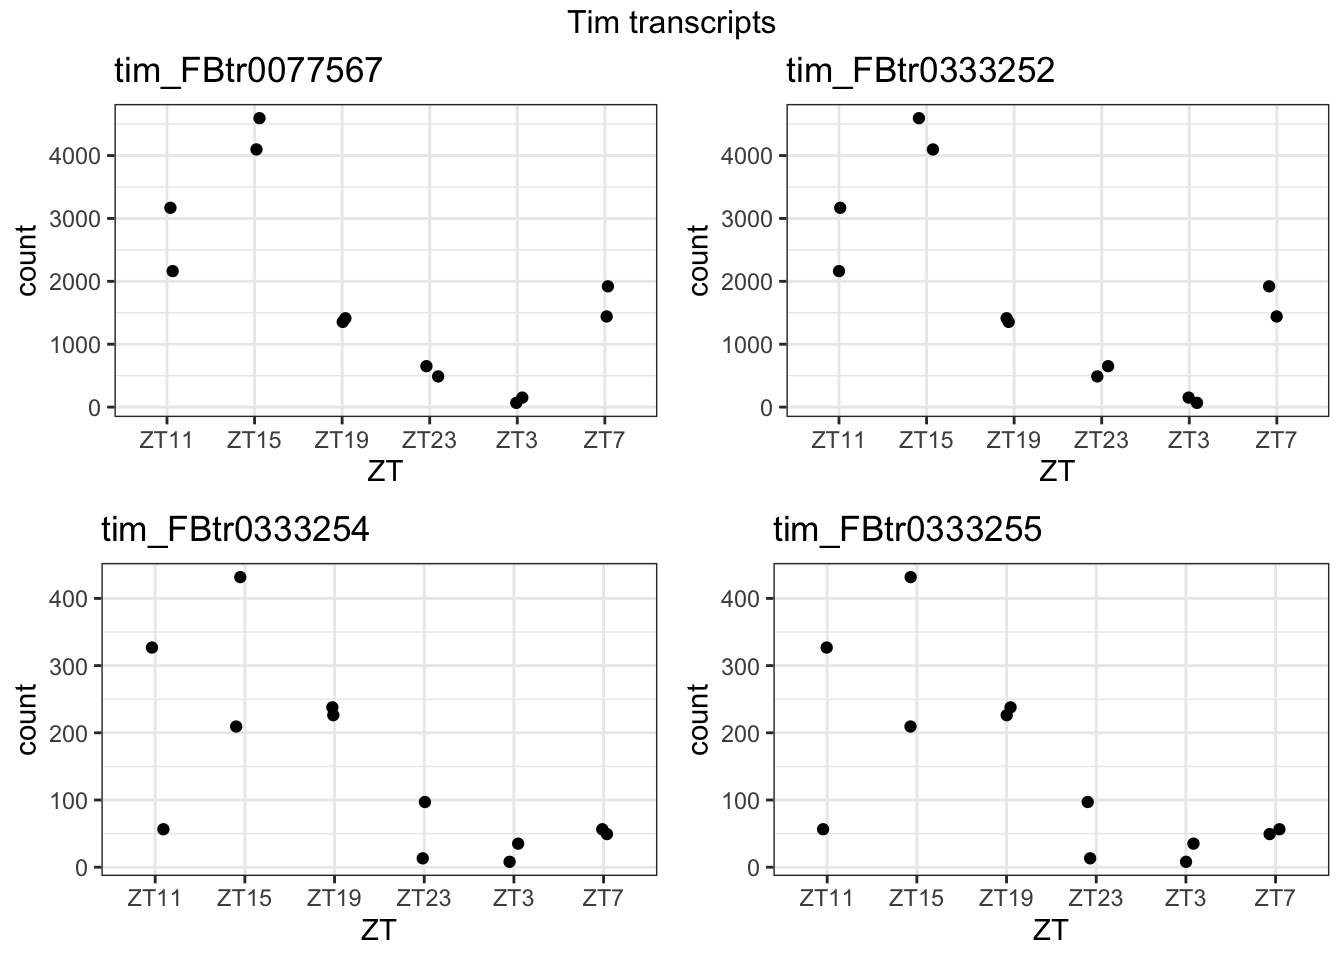 Tim transcripts
tim_FBtr0077567
count
4000
3000
2000
1000
0
ZT11 ZT15 ZT19 ZT23 ZT3 ZT7
ZT
tim_FBtr0333252
count
4000
3000
2000
1000
0
ZT11 ZT15 ZT19 ZT23 ZT3 ZT7
ZT
tim_FBtr0333254
count
400
300
200
100
0
ZT11 ZT15 ZT19 ZT23 ZT3 ZT7
ZT
tim_FBtr0333255
count
400
300
200
100
0
ZT11 ZT15 ZT19 ZT23 ZT3 ZT7
ZT